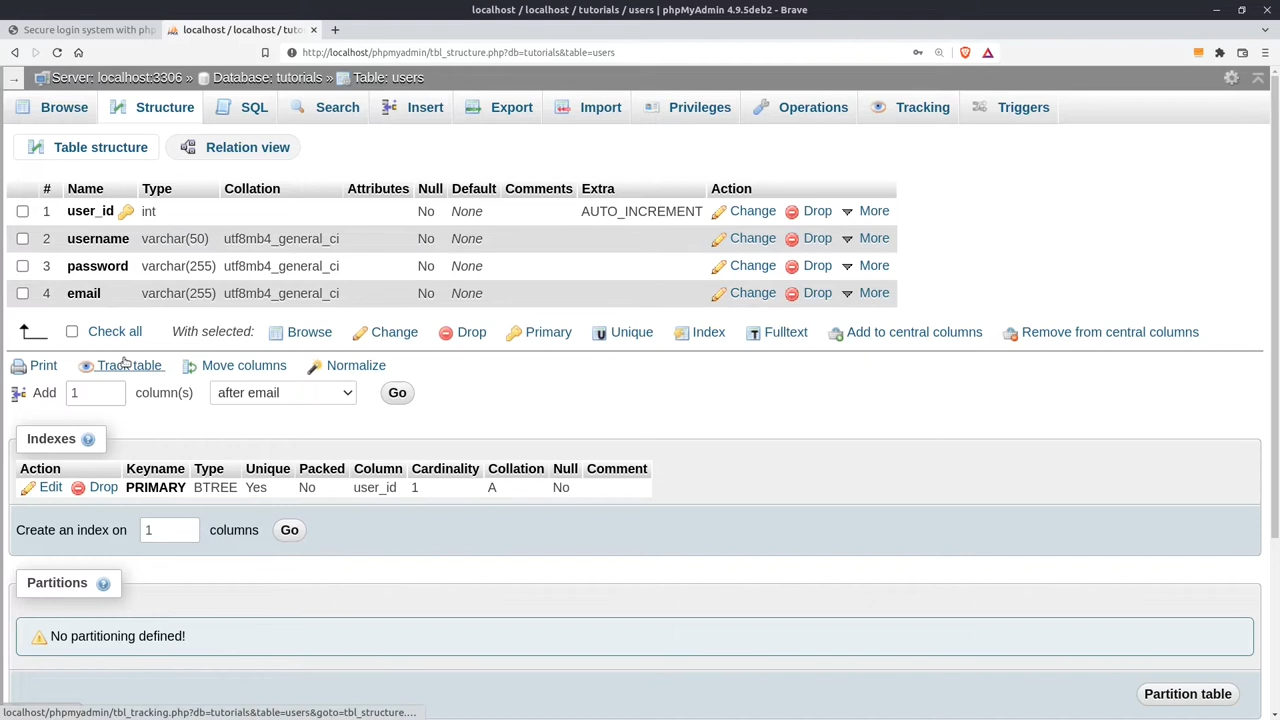 localhost / localhost / tutorials / users | phpMyAdmin 4.9.5deb2 - Brave
Secure login system with php
localhost / localhost / tuto
http://localhost/phpmyadmin/tbl_structure.php?db=tutorials&table=users
Server: localhost:3306 » Database: tutorials » Table: users
Browse Structure SQL Search Insert Export Import Privileges Operations Tracking Triggers
Table structure Relation view
# Name Type Collation Attributes Null Default Comments Extra Action
1 user_id int No None AUTO_INCREMENT Change Drop More
2 username varchar(50) utf8mb4_general_ci No None Change Drop More
3 password varchar(255) utf8mb4_general_ci No None Change Drop More
4 email varchar(255) utf8mb4_general_ci No None Change Drop More
Check all With selected: Browse Change Drop Primary Unique Index Fulltext Add to central columns Remove from central columns
Print Track table Move columns Normalize
Add 1 column(s) after email Go
Indexes
Action Keyname Type Unique Packed Column Cardinality Collation Null Comment
Edit Drop PRIMARY BTREE Yes No user_id 1 A No
Create an index on 1 columns Go
Partitions
No partitioning defined!
Partition table
localhost/phpmyadmin/tbl_tracking.php?db=tutorials&table=users&goto=tbl_structure....